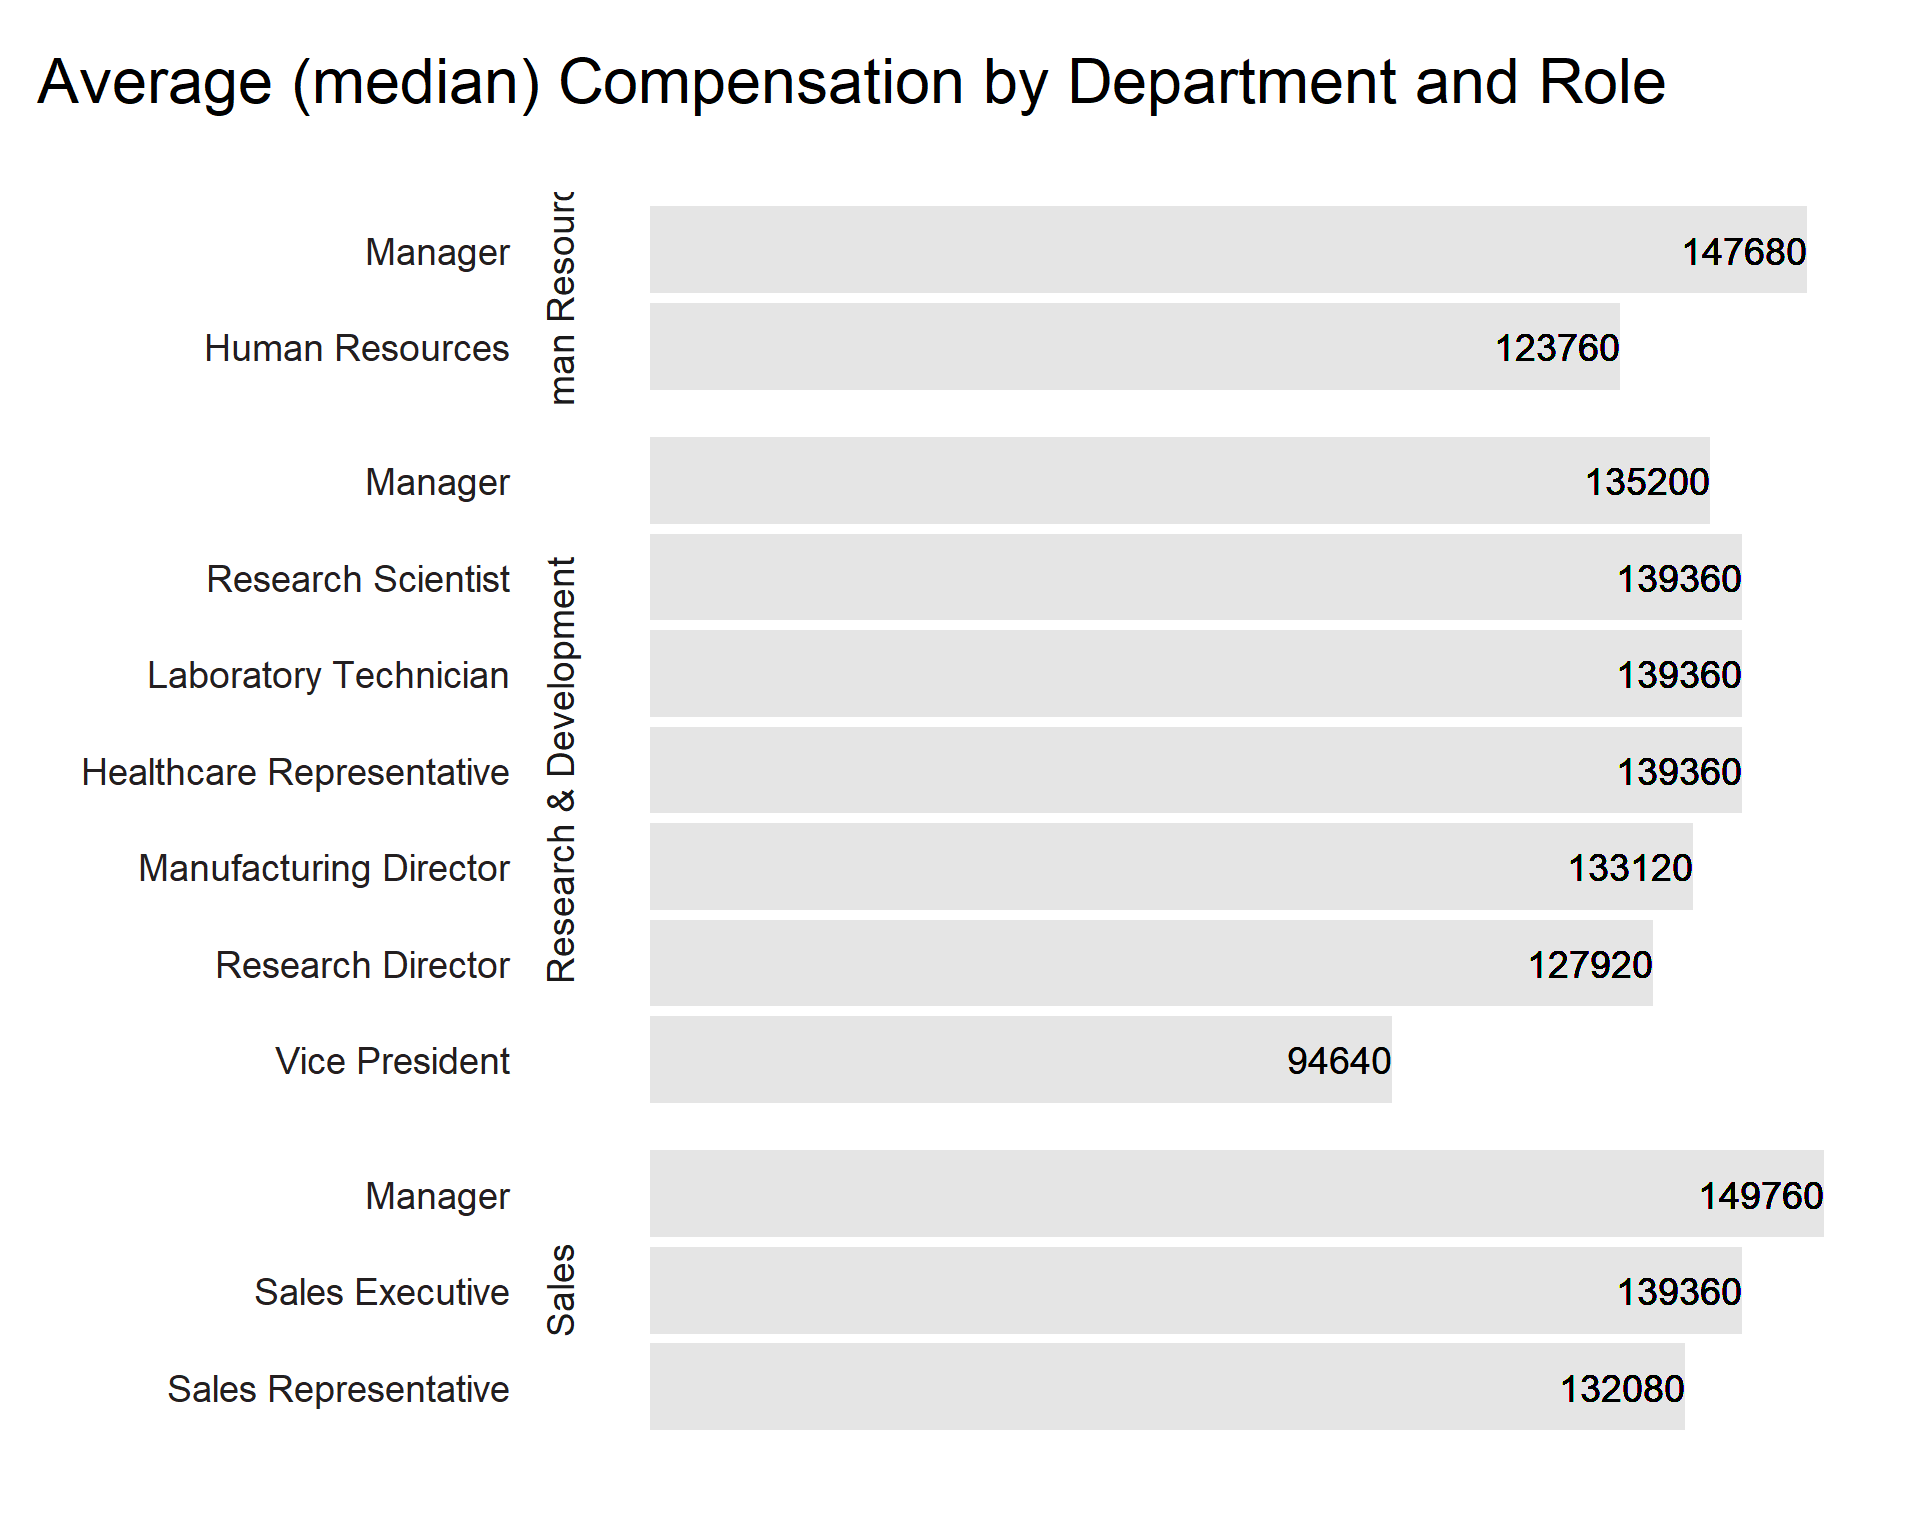 Average (median) Compensation by Department and Role
man Resourc
Manager 147680
Human Resources 123760
Research & Development
Manager 135200
Research Scientist 139360
Laboratory Technician 139360
Healthcare Representative 139360
Manufacturing Director 133120
Research Director 127920
Vice President 94640
Sales
Manager 149760
Sales Executive 139360
Sales Representative 132080